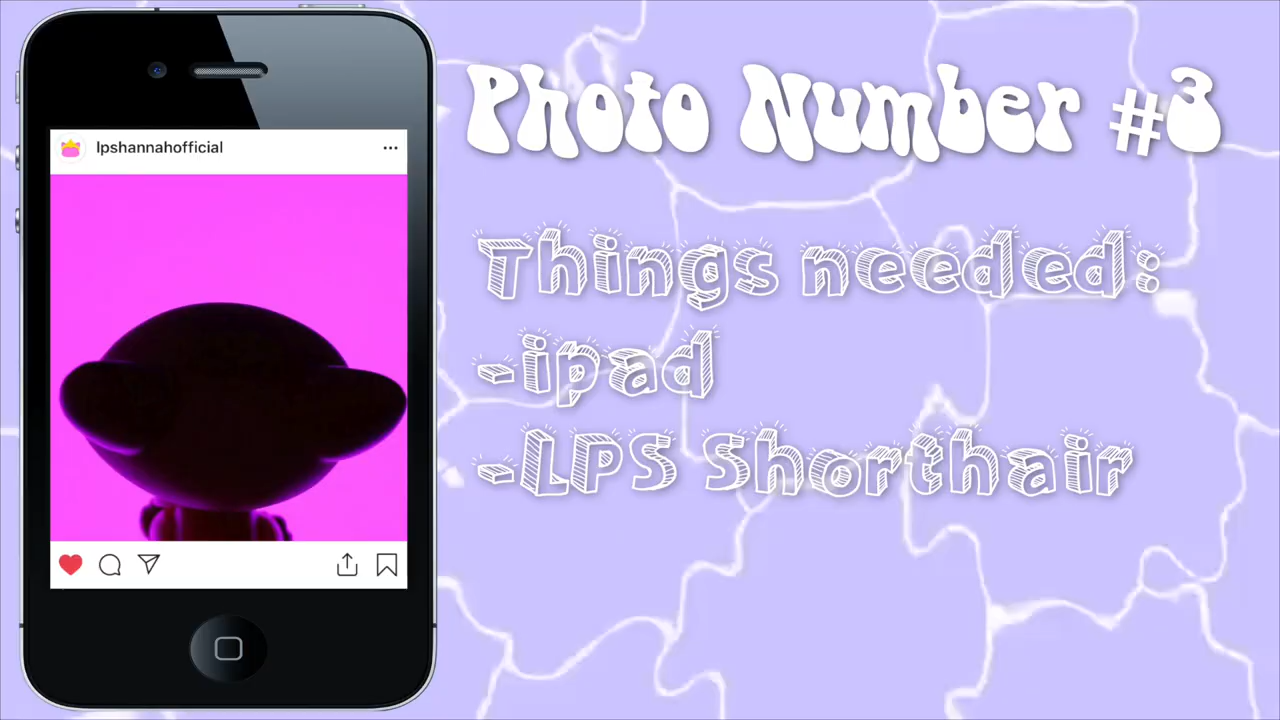 lpshannahofficial
Photo Number #3
Things needed:
-ipad
-LPS Shorthair